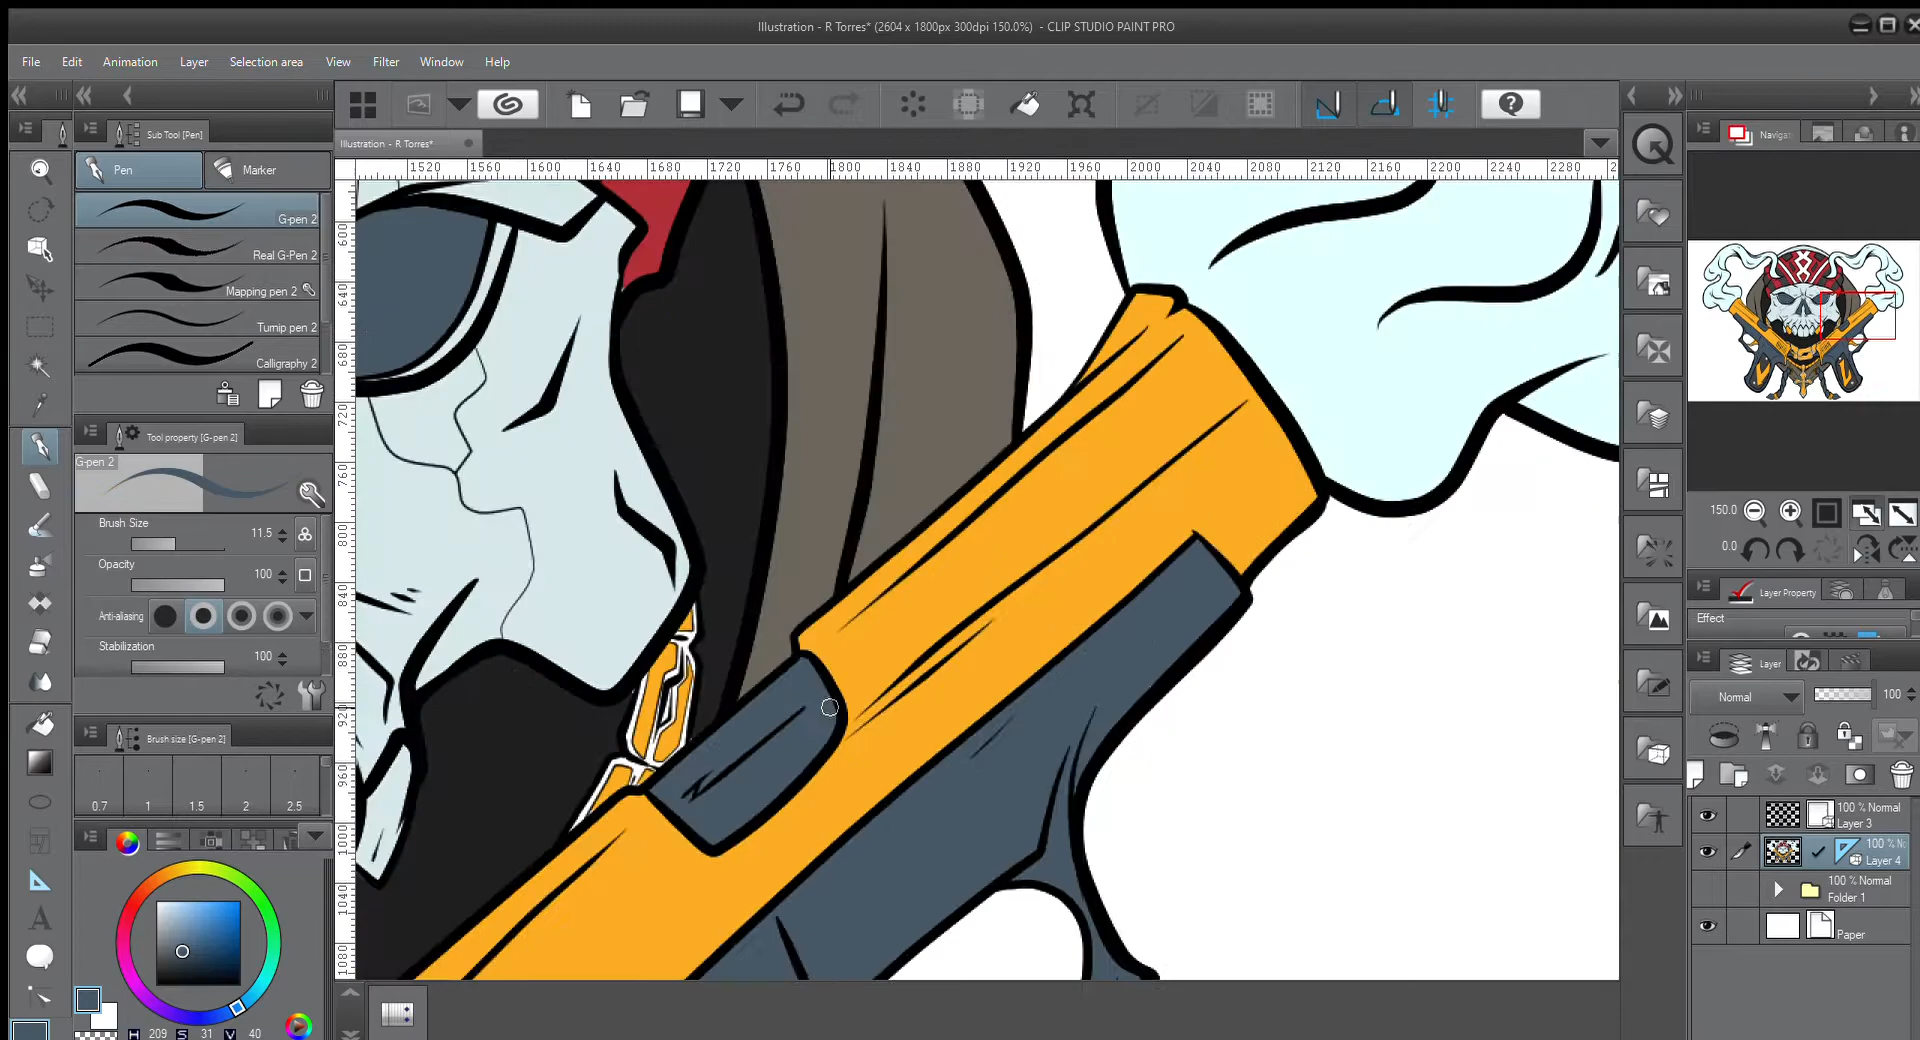 Illustration - R Torres* (2604 x 1800px 300dpi 150.0%) - CLIP STUDIO PAINT PRO
File Edit Animation Layer Selection area View Filter Window Help
Sub Tool [Pen]
Illustration - R Torres*
Navigat
Pen Marker
1520 1560 1600 1640 1680 1720 1760 1800 1840 1880 1920 1960 2000 2040 2080 2120 2160 2200 2240 2280 2
G-pen 2
Real G-Pen 2
Mapping pen 2
Turnip pen 2
Calligraphy 2
600
640
680
720
760
800
840
880
920
960
1000
1040
1080
Tool property [G-pen 2]
G-pen 2
Brush Size 11.5
Opacity 100
Anti-aliasing
Stabilization 100
Brush size [G-pen 2]
0.7 1 1.5 2 2.5
H 209 S 31 V 40
150.0
0.0
Layer Property
Effect
Layer
Normal 100
100 % Normal
Layer 3
100 % No
Layer 4
100 % Normal
Folder 1
Paper
A
?